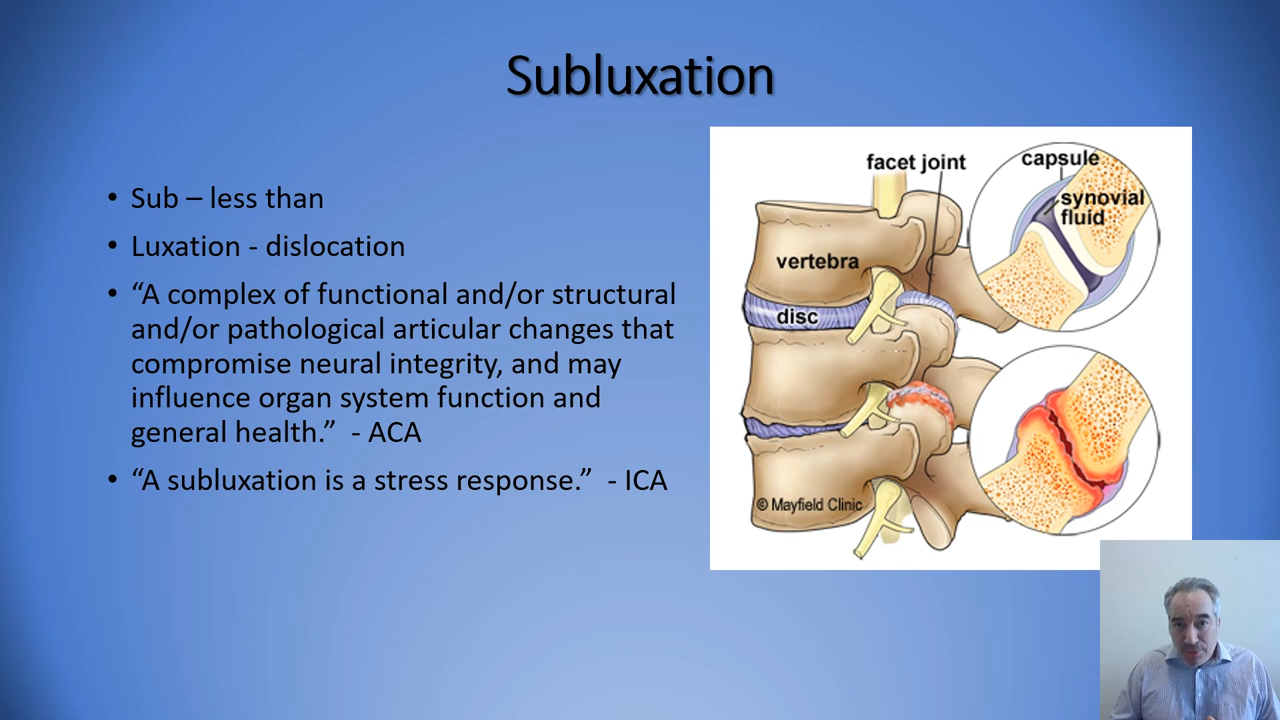 Subluxation
• Sub – less than
• Luxation - dislocation
• “A complex of functional and/or structural
and/or pathological articular changes that
compromise neural integrity, and may
influence organ system function and
general health.”  - ACA
• “A subluxation is a stress response.”  - ICA
facet joint
capsule
synovial
fluid
vertebra
disc
© Mayfield Clinic